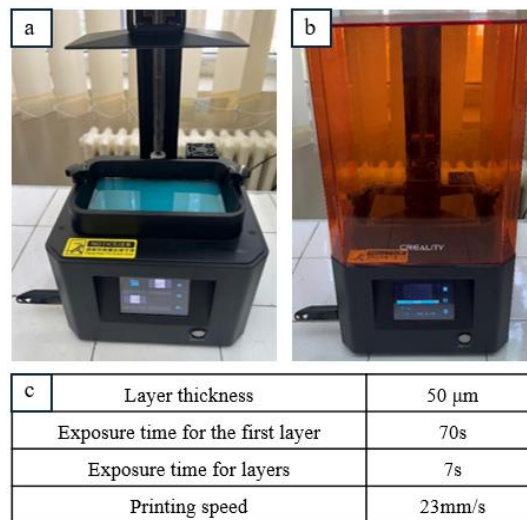 a
b
CREALITY
c
Layer thickness 50 μm
Exposure time for the first layer 70s
Exposure time for layers 7s
Printing speed 23mm/s